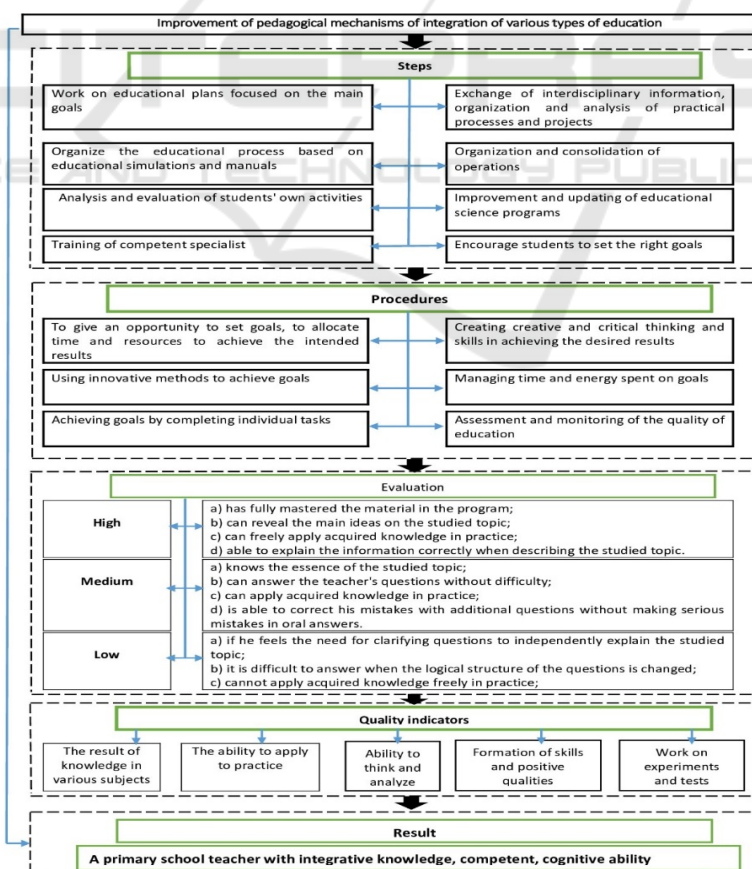 Improvement of pedagogical mechanisms of integration of various types of education
Steps
Work on educational plans focused on the main
goals
Exchange of interdisciplinary information,
organization and analysis of practical
processes and projects
Organize the educational process based on
educational simulations and manuals
Organization and consolidation of
operations
Analysis and evaluation of students' own activities
Improvement and updating of educational
science programs
Training of competent specialist
Encourage students to set the right goals
Procedures
To give an opportunity to set goals, to allocate
time and resources to achieve the intended
results
Creating creative and critical thinking and
skills in achieving the desired results
Using innovative methods to achieve goals
Managing time and energy spent on goals
Achieving goals by completing individual tasks
Assessment and monitoring of the quality of
education
Evaluation
High
a) has fully mastered the material in the program;
b) can reveal the main ideas on the studied topic;
c) can freely apply acquired knowledge in practice;
d) able to explain the information correctly when describing the studied topic.
Medium
a) knows the essence of the studied topic;
b) can answer the teacher's questions without difficulty;
c) can apply acquired knowledge in practice;
d) is able to correct his mistakes with additional questions without making serious
mistakes in oral answers.
Low
a) if he feels the need for clarifying questions to independently explain the studied
topic;
b) it is difficult to answer when the logical structure of the questions is changed;
c) cannot apply acquired knowledge freely in practice;
Quality indicators
The result of
knowledge in
various subjects
The ability to apply
to practice
Ability to
think and
analyze
Formation of skills
and positive
qualities
Work on
experiments
and tests
Result
A primary school teacher with integrative knowledge, competent, cognitive ability